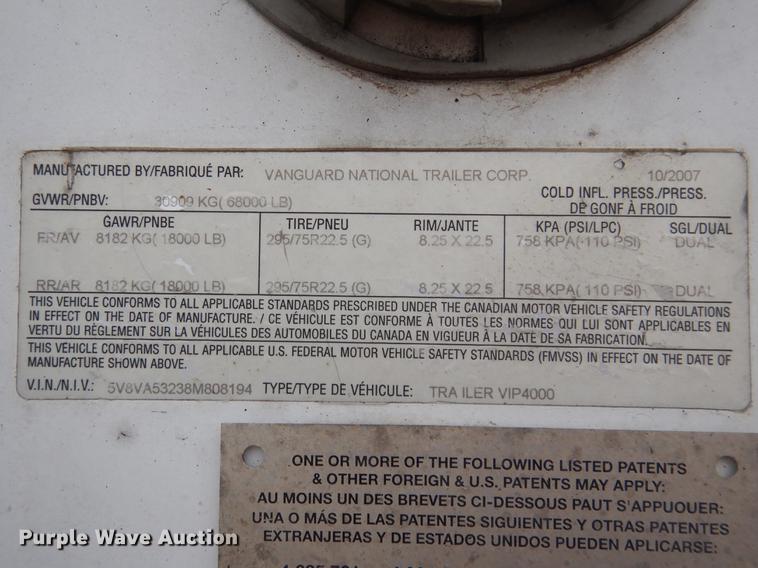 MANUFACTURED BY/FABRIQUÉ PAR: VANGUARD NATIONAL TRAILER CORP. 10/2007
GVWR/PNBV: 30909 KG( 68000 LB) COLD INFL. PRESS./PRESS.
DE GONF À FROID
GAWR/PNBE TIRE/PNEU RIM/JANTE KPA (PSI/LPC) SGL/DUAL
FR/AV 8182 KG( 18000 LB) 295/75R22.5 (G) 8.25 X 22.5 758 KPA( 110 PSI) DUAL
RR/AR 8182 KG( 18000 LB) 295/75R22.5 (G) 8.25 X 22.5 758 KPA( 110 PSI) DUAL
THIS VEHICLE CONFORMS TO ALL APPLICABLE STANDARDS PRESCRIBED UNDER THE CANADIAN MOTOR VEHICLE SAFETY REGULATIONS
IN EFFECT ON THE DATE OF MANUFACTURE. / CE VÉHICULE EST CONFORME À TOUTES LES NORMES QUI LUI SONT APPLICABLES EN
VERTU DU RÈGLEMENT SUR LA VÉHICULES DES AUTOMOBILES DU CANADA EN VIGUEUR À LA DATE DE SA FABRICATION.
THIS VEHICLE CONFORMS TO ALL APPLICABLE U.S. FEDERAL MOTOR VEHICLE SAFETY STANDARDS (FMVSS) IN EFFECT ON THE DATE OF
MANUFACTURE SHOWN ABOVE.
V.I.N./N.I.V.: 5V8VA53238M808194 TYPE/TYPE DE VÉHICULE: TRAILER VIP4000
ONE OR MORE OF THE FOLLOWING LISTED PATENTS
& OTHER FOREIGN & U.S. PATENTS MAY APPLY:
AU MOINS UN DES BREVETS CI-DESSOUS PAUT S'APPUOUER:
UNA O MÁS DE LAS PATENTES SIGUIENTES Y OTRAS PATENTES
EXTRANJERAS Y DE ESTADOS UNIDOS PUEDEN APLICARSE:
Purple Wave Auction